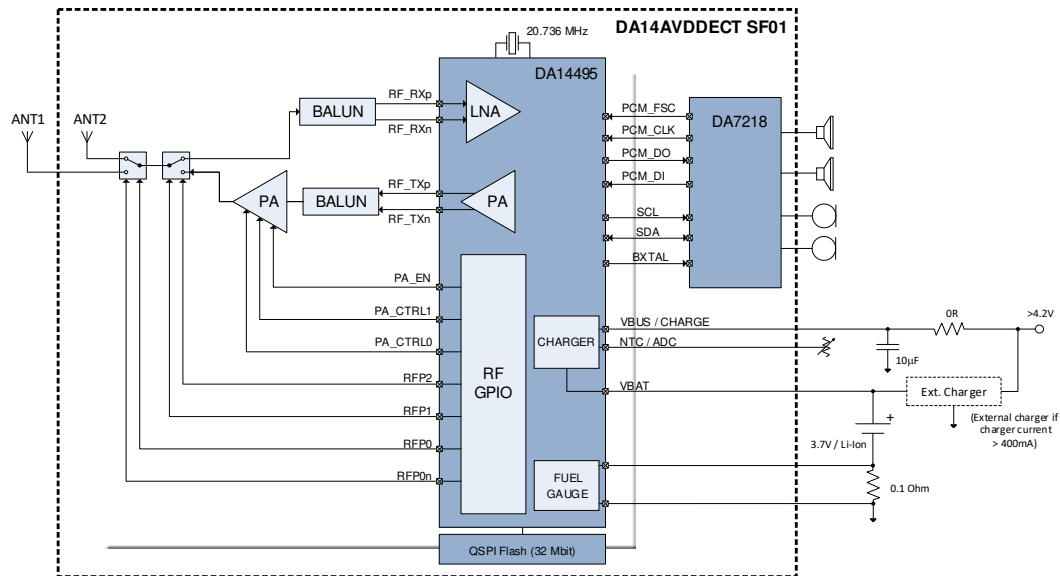 DA14AVDDECT SF01
20.736 MHz
DA14495
DA7218
ANT1
ANT2
BALUN
RF_RXp
RF_RXn
LNA
PCM_FSC
PCM_CLK
PCM_DO
PCM_DI
SCL
SDA
BXTAL
PA
BALUN
RF_TXp
RF_TXn
PA
PA_EN
PA_CTRL1
PA_CTRL0
RFP2
RFP1
RFP0
RFP0n
RF
GPIO
CHARGER
VBUS / CHARGE
NTC / ADC
VBAT
0R
>4.2V
10µF
Ext. Charger
(External charger if
charger current
> 400mA)
+
3.7V / Li-Ion
FUEL
GAUGE
0.1 Ohm
QSPI Flash (32 Mbit)